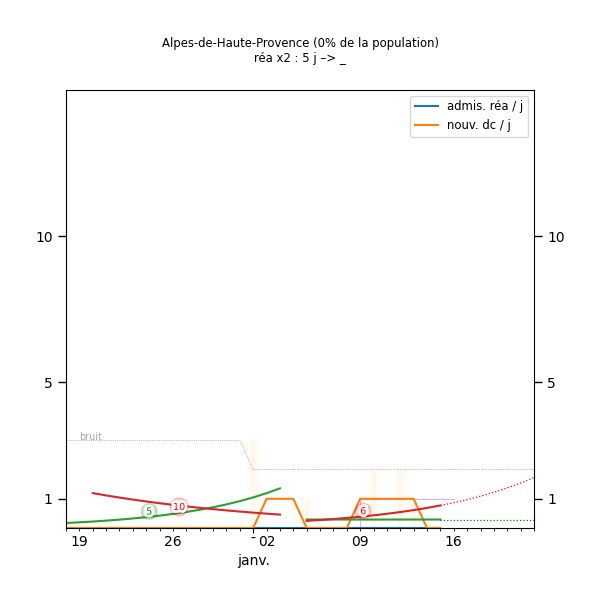 Alpes-de-Haute-Provence (0% de la population)
réa x2 : 5 j –> _
admis. réa / j
nouv. dc / j
10
10
5
5
bruit
1
1
5
10
6
19
26
02
09
16
janv.